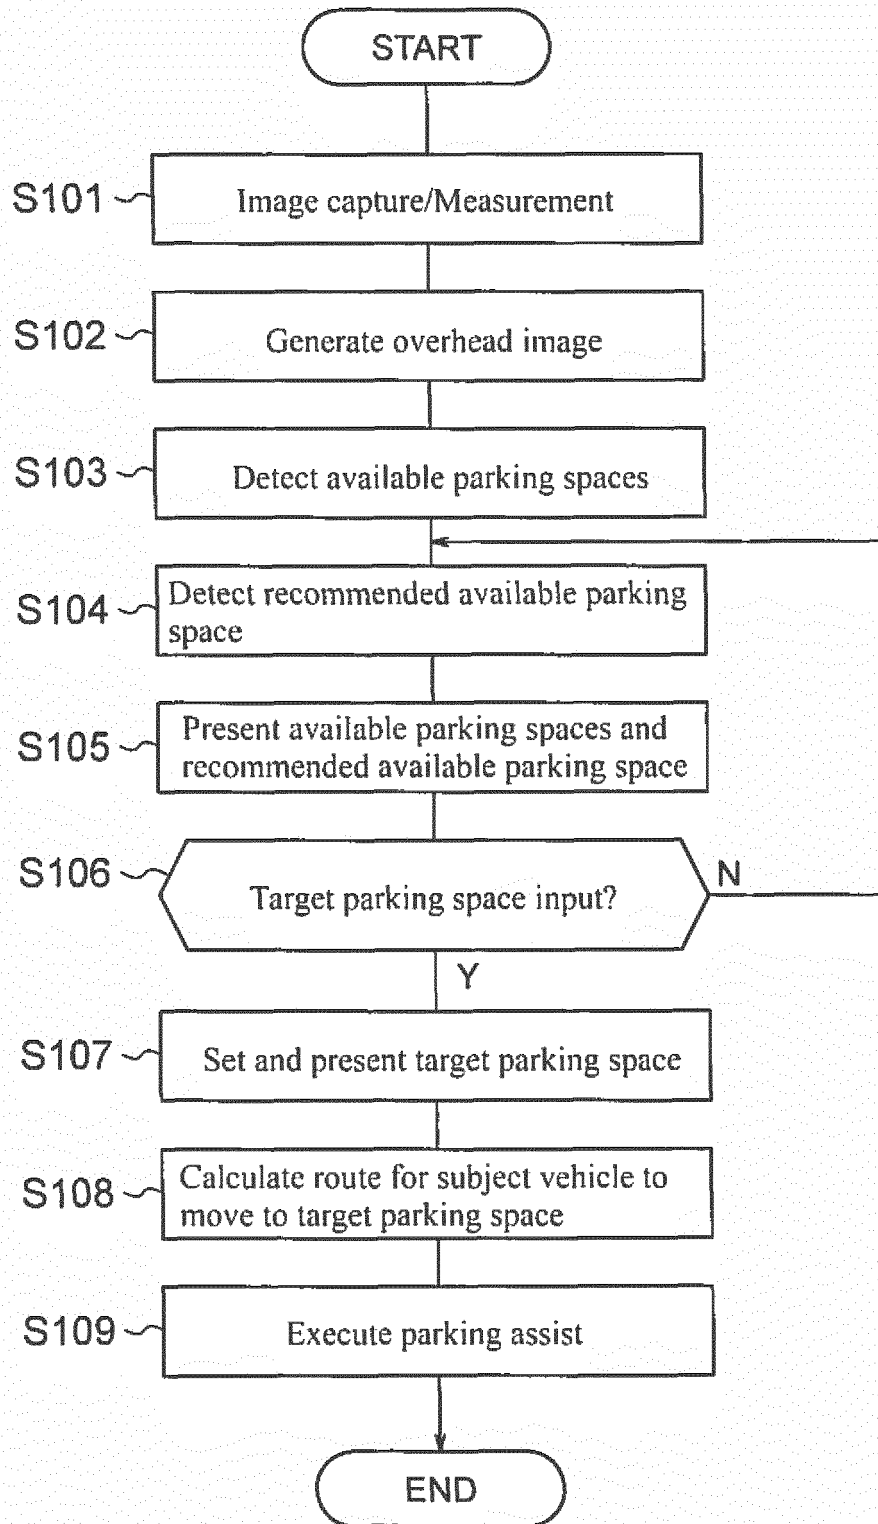 START
S101
Image capture/Measurement
S102
Generate overhead image
S103
Detect available parking spaces
S104
Detect recommended available parking
space
S105
Present available parking spaces and
recommended available parking space
S106
Target parking space input?
N
Y
S107
Set and present target parking space
S108
Calculate route for subject vehicle to
move to target parking space
S109
Execute parking assist
END